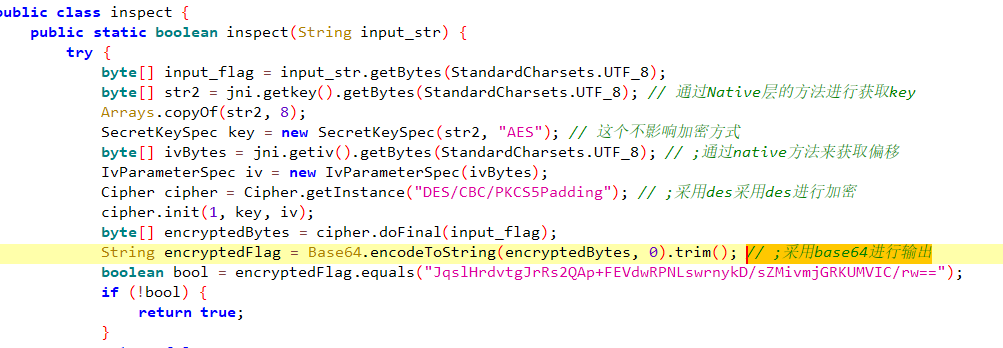 public class inspect {
public static boolean inspect(String input_str) {
try {
byte[] input_flag = input_str.getBytes(StandardCharsets.UTF_8);
byte[] str2 = jni.getkey().getBytes(StandardCharsets.UTF_8); // 通过Native层的方法进行获取key
Arrays.copyOf(str2, 8);
SecretKeySpec key = new SecretKeySpec(str2, "AES"); // 这个不影响加密方式
byte[] ivBytes = jni.getiv().getBytes(StandardCharsets.UTF_8); // ;通过native方法来获取偏移
IvParameterSpec iv = new IvParameterSpec(ivBytes);
Cipher cipher = Cipher.getInstance("DES/CBC/PKCS5Padding"); // ;采用des采用des进行加密
cipher.init(1, key, iv);
byte[] encryptedBytes = cipher.doFinal(input_flag);
String encryptedFlag = Base64.encodeToString(encryptedBytes, 0).trim(); // ;采用base64进行输出
boolean bool = encryptedFlag.equals("JqslHrdvtgJrRs2QAp+FEVdwRPNLswrnykD/sZMivmjGRKUMVIC/rw==");
if (!bool) {
return true;
}